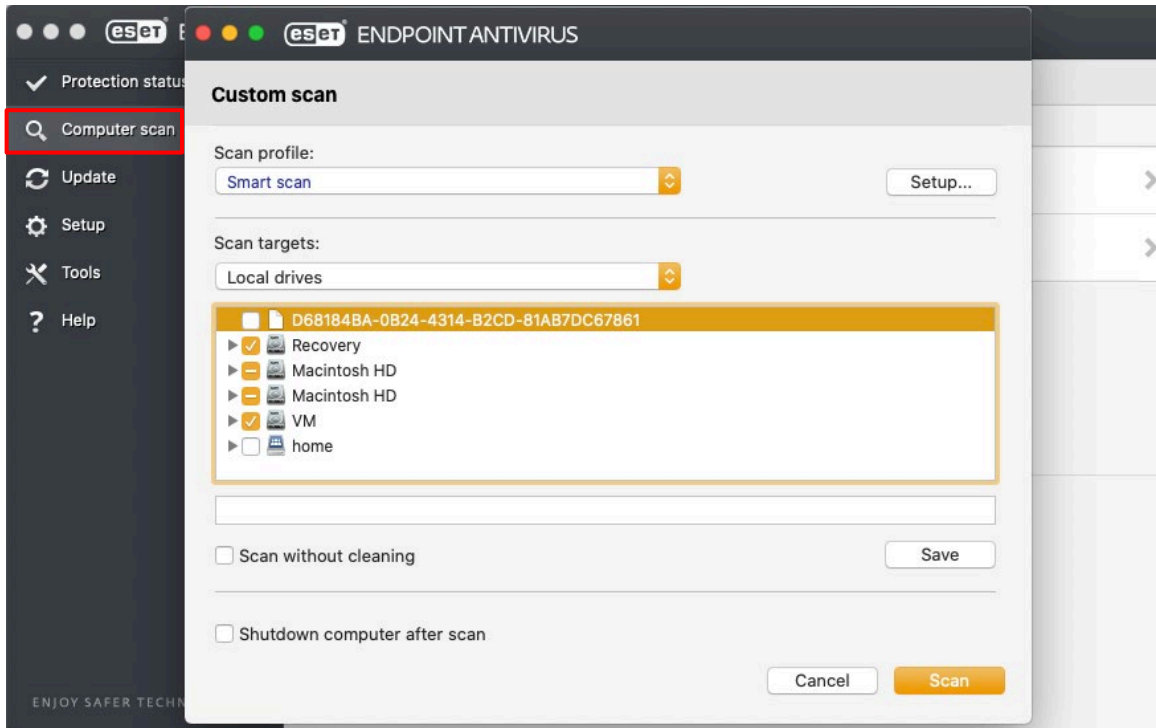 eset E
eset ENDPOINT ANTIVIRUS
Protection status
Computer scan
Update
Setup
Tools
Help
ENJOY SAFER TECHN
Custom scan
Scan profile:
Smart scan
Setup...
Scan targets:
Local drives
D68184BA-0B24-4314-B2CD-81AB7DC67861
Recovery
Macintosh HD
Macintosh HD
VM
home
Scan without cleaning
Save
Shutdown computer after scan
Cancel
Scan